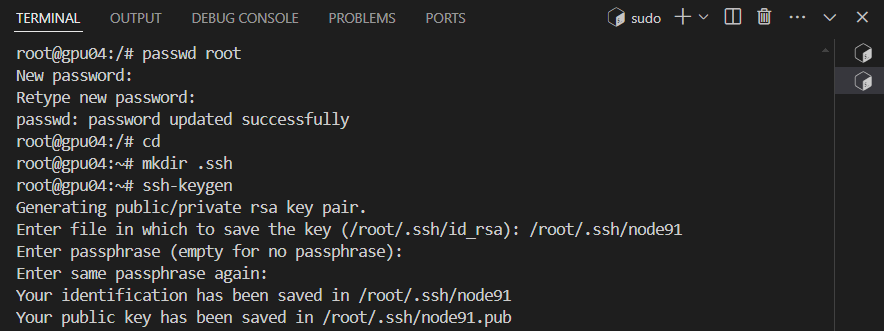 TERMINAL OUTPUT DEBUG CONSOLE PROBLEMS PORTS sudo
root@gpu04:/# passwd root
New password:
Retype new password:
passwd: password updated successfully
root@gpu04:/# cd
root@gpu04:~# mkdir .ssh
root@gpu04:~# ssh-keygen
Generating public/private rsa key pair.
Enter file in which to save the key (/root/.ssh/id_rsa): /root/.ssh/node91
Enter passphrase (empty for no passphrase):
Enter same passphrase again:
Your identification has been saved in /root/.ssh/node91
Your public key has been saved in /root/.ssh/node91.pub